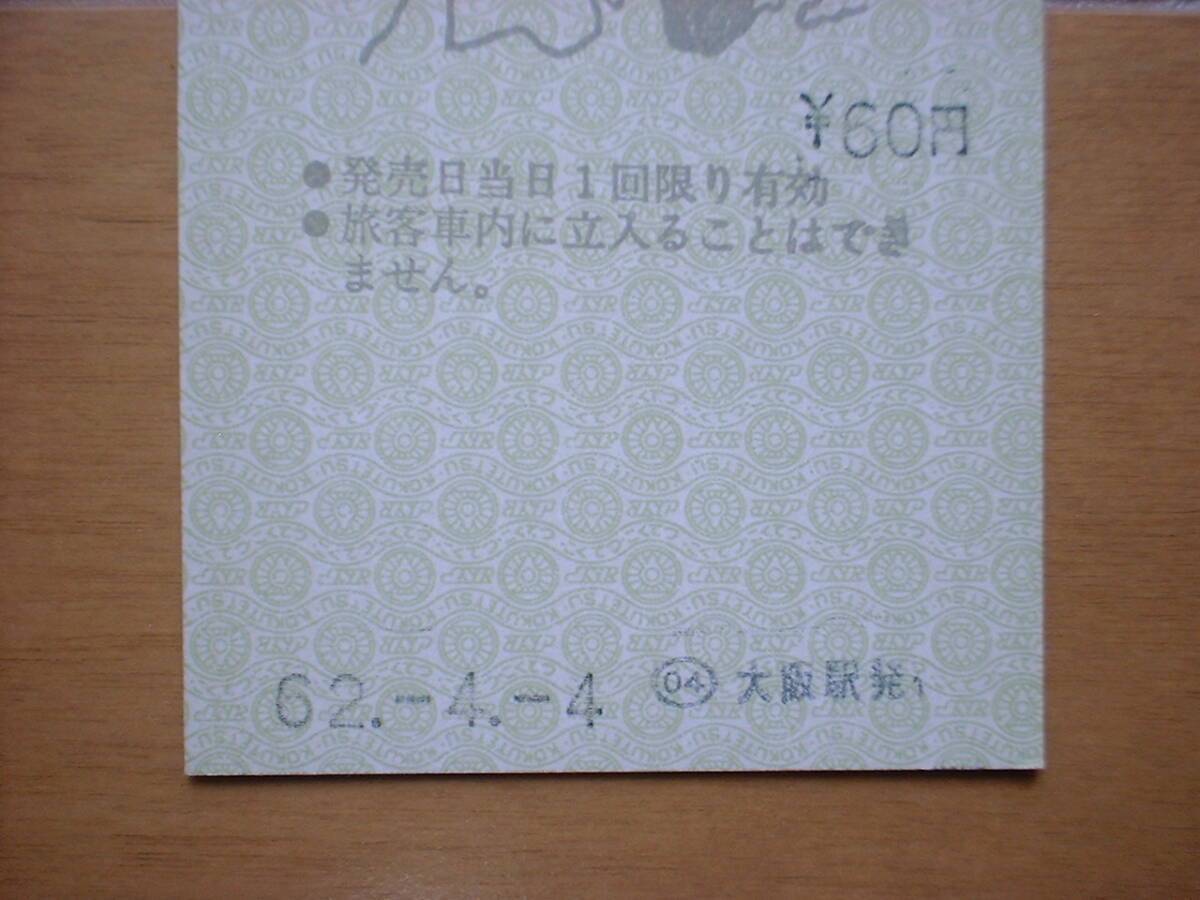 ¥60円
●発売日当日1回限り有効
●旅客車内に立入ることはでき
ません。
62.-4.-4 04 大阪駅発